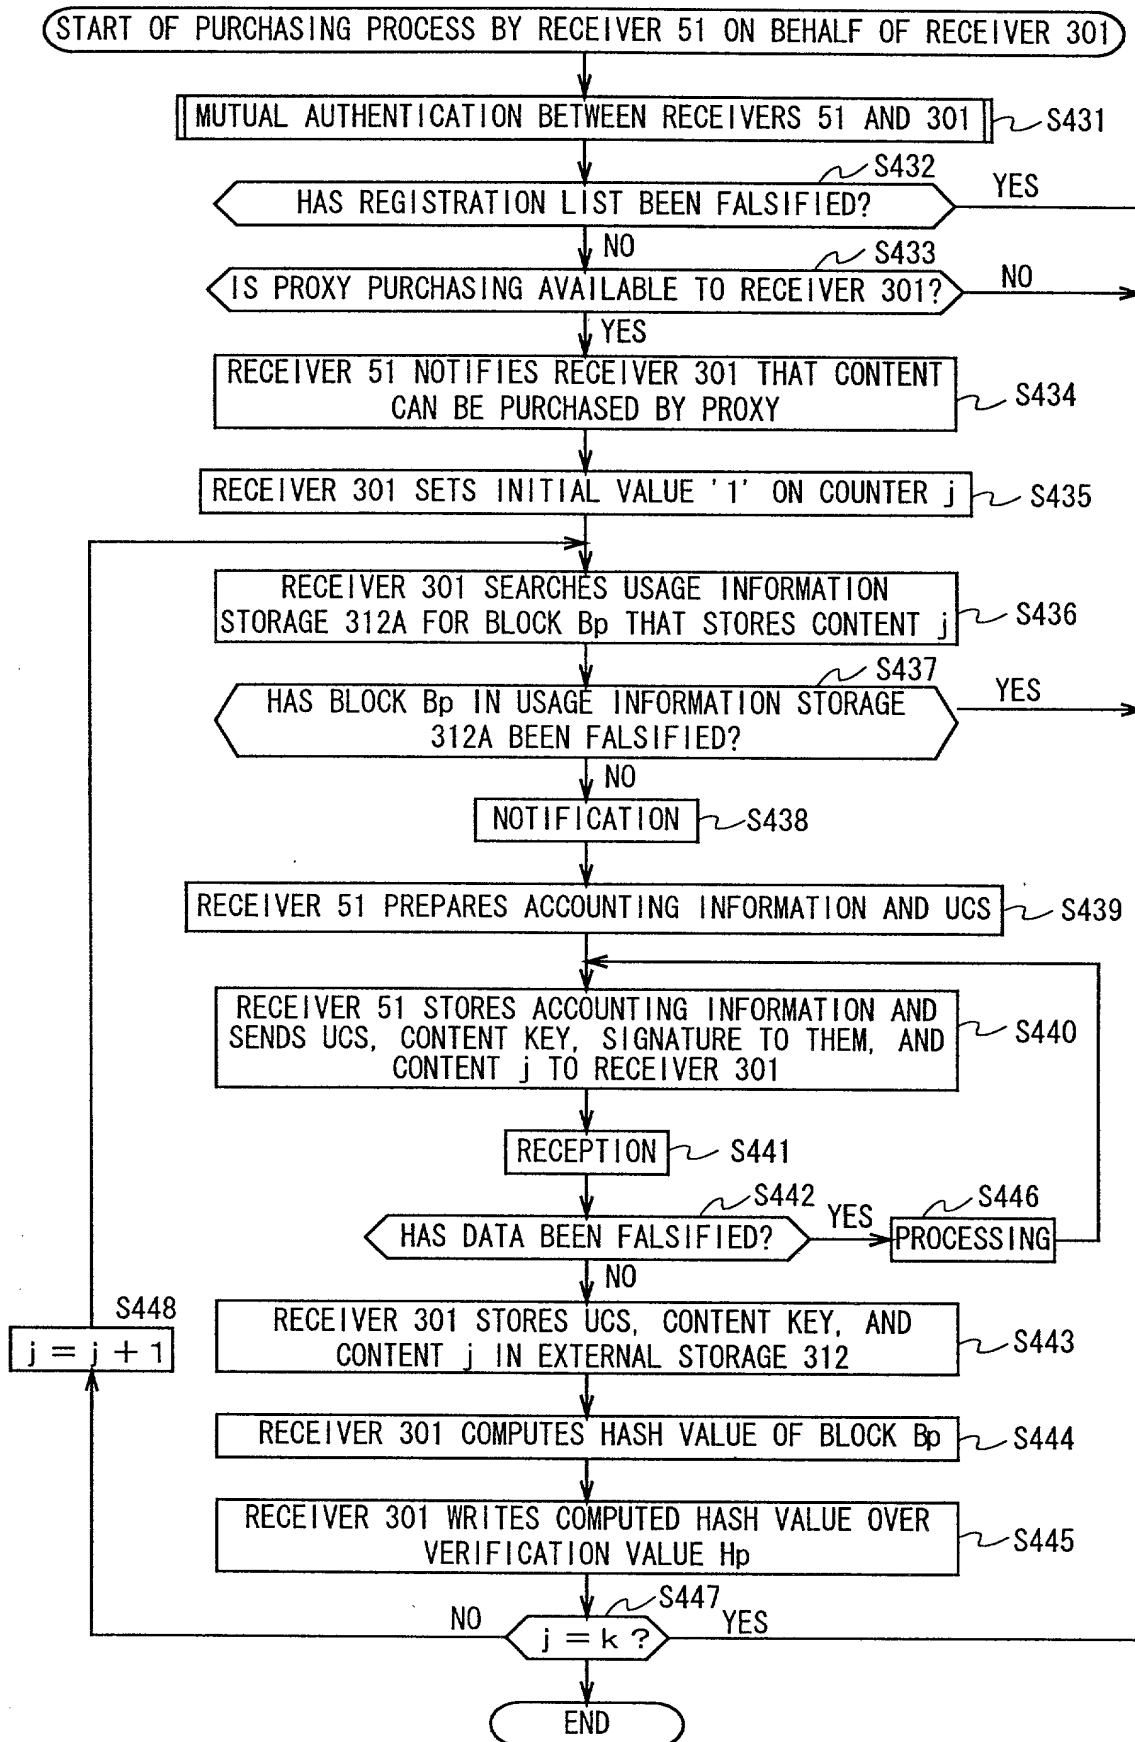 START OF PURCHASING PROCESS BY RECEIVER 51 ON BEHALF OF RECEIVER 301
MUTUAL AUTHENTICATION BETWEEN RECEIVERS 51 AND 301
S431
S432
HAS REGISTRATION LIST BEEN FALSIFIED?
YES
NO
S433
IS PROXY PURCHASING AVAILABLE TO RECEIVER 301?
NO
YES
RECEIVER 51 NOTIFIES RECEIVER 301 THAT CONTENT
CAN BE PURCHASED BY PROXY
S434
RECEIVER 301 SETS INITIAL VALUE '1' ON COUNTER j
S435
RECEIVER 301 SEARCHES USAGE INFORMATION
STORAGE 312A FOR BLOCK Bp THAT STORES CONTENT j
S436
S437
HAS BLOCK Bp IN USAGE INFORMATION STORAGE
312A BEEN FALSIFIED?
YES
NO
NOTIFICATION
S438
RECEIVER 51 PREPARES ACCOUNTING INFORMATION AND UCS
S439
RECEIVER 51 STORES ACCOUNTING INFORMATION AND
SENDS UCS, CONTENT KEY, SIGNATURE TO THEM, AND
CONTENT j TO RECEIVER 301
S440
RECEPTION
S441
S442
HAS DATA BEEN FALSIFIED?
YES
S446
PROCESSING
NO
RECEIVER 301 STORES UCS, CONTENT KEY, AND
CONTENT j IN EXTERNAL STORAGE 312
S443
S448
j = j + 1
RECEIVER 301 COMPUTES HASH VALUE OF BLOCK Bp
S444
RECEIVER 301 WRITES COMPUTED HASH VALUE OVER
VERIFICATION VALUE Hp
S445
S447
NO
j = k ?
YES
END